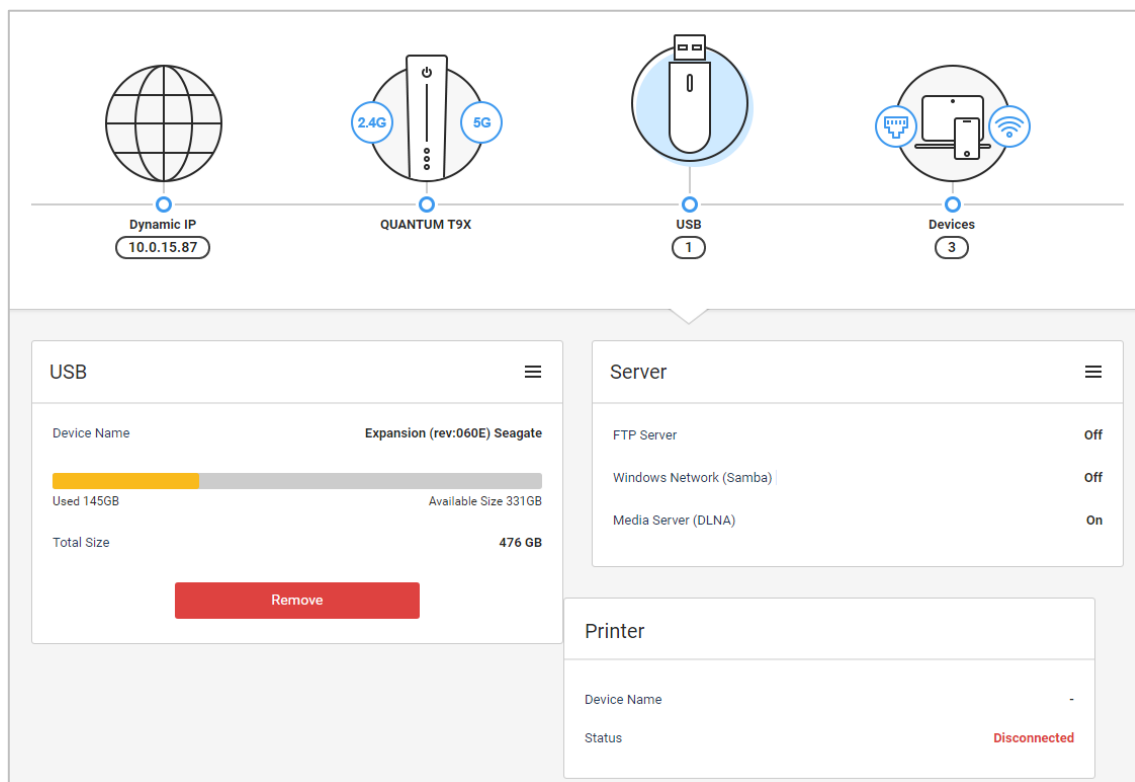 2.4G
5G
Dynamic IP
10.0.15.87
QUANTUM T9X
USB
1
Devices
3
USB
Device Name Expansion (rev:060E) Seagate
Used 145GB Available Size 331GB
Total Size 476 GB
Remove
Server
FTP Server Off
Windows Network (Samba) Off
Media Server (DLNA) On
Printer
Device Name -
Status Disconnected